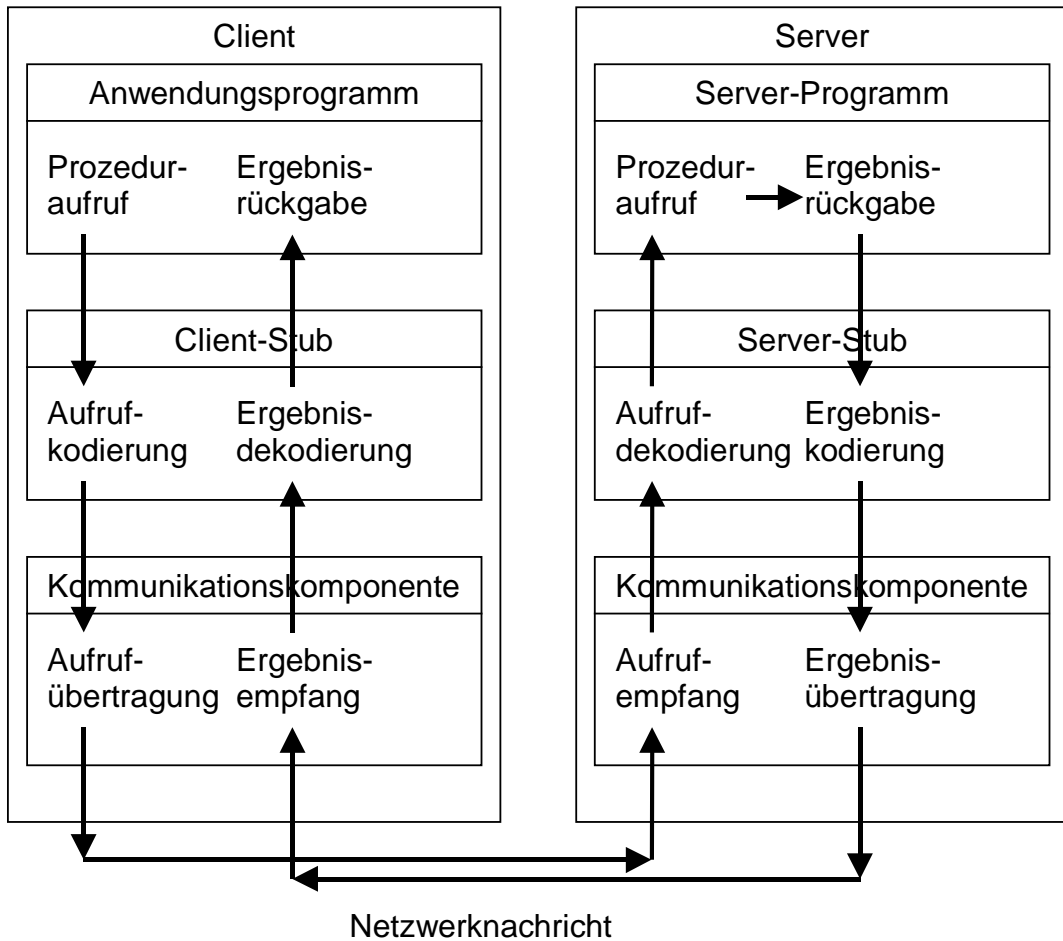 Client
Anwendungsprogramm
Prozedur-
aufruf
Ergebnis-
rückgabe
Client-Stub
Aufruf-
kodierung
Ergebnis-
dekodierung
Kommunikationskomponente
Aufruf-
übertragung
Ergebnis-
empfang
Server
Server-Programm
Prozedur-
aufruf
Ergebnis-
rückgabe
Server-Stub
Aufruf-
dekodierung
Ergebnis-
kodierung
Kommunikationskomponente
Aufruf-
empfang
Ergebnis-
übertragung
Netzwerknachricht